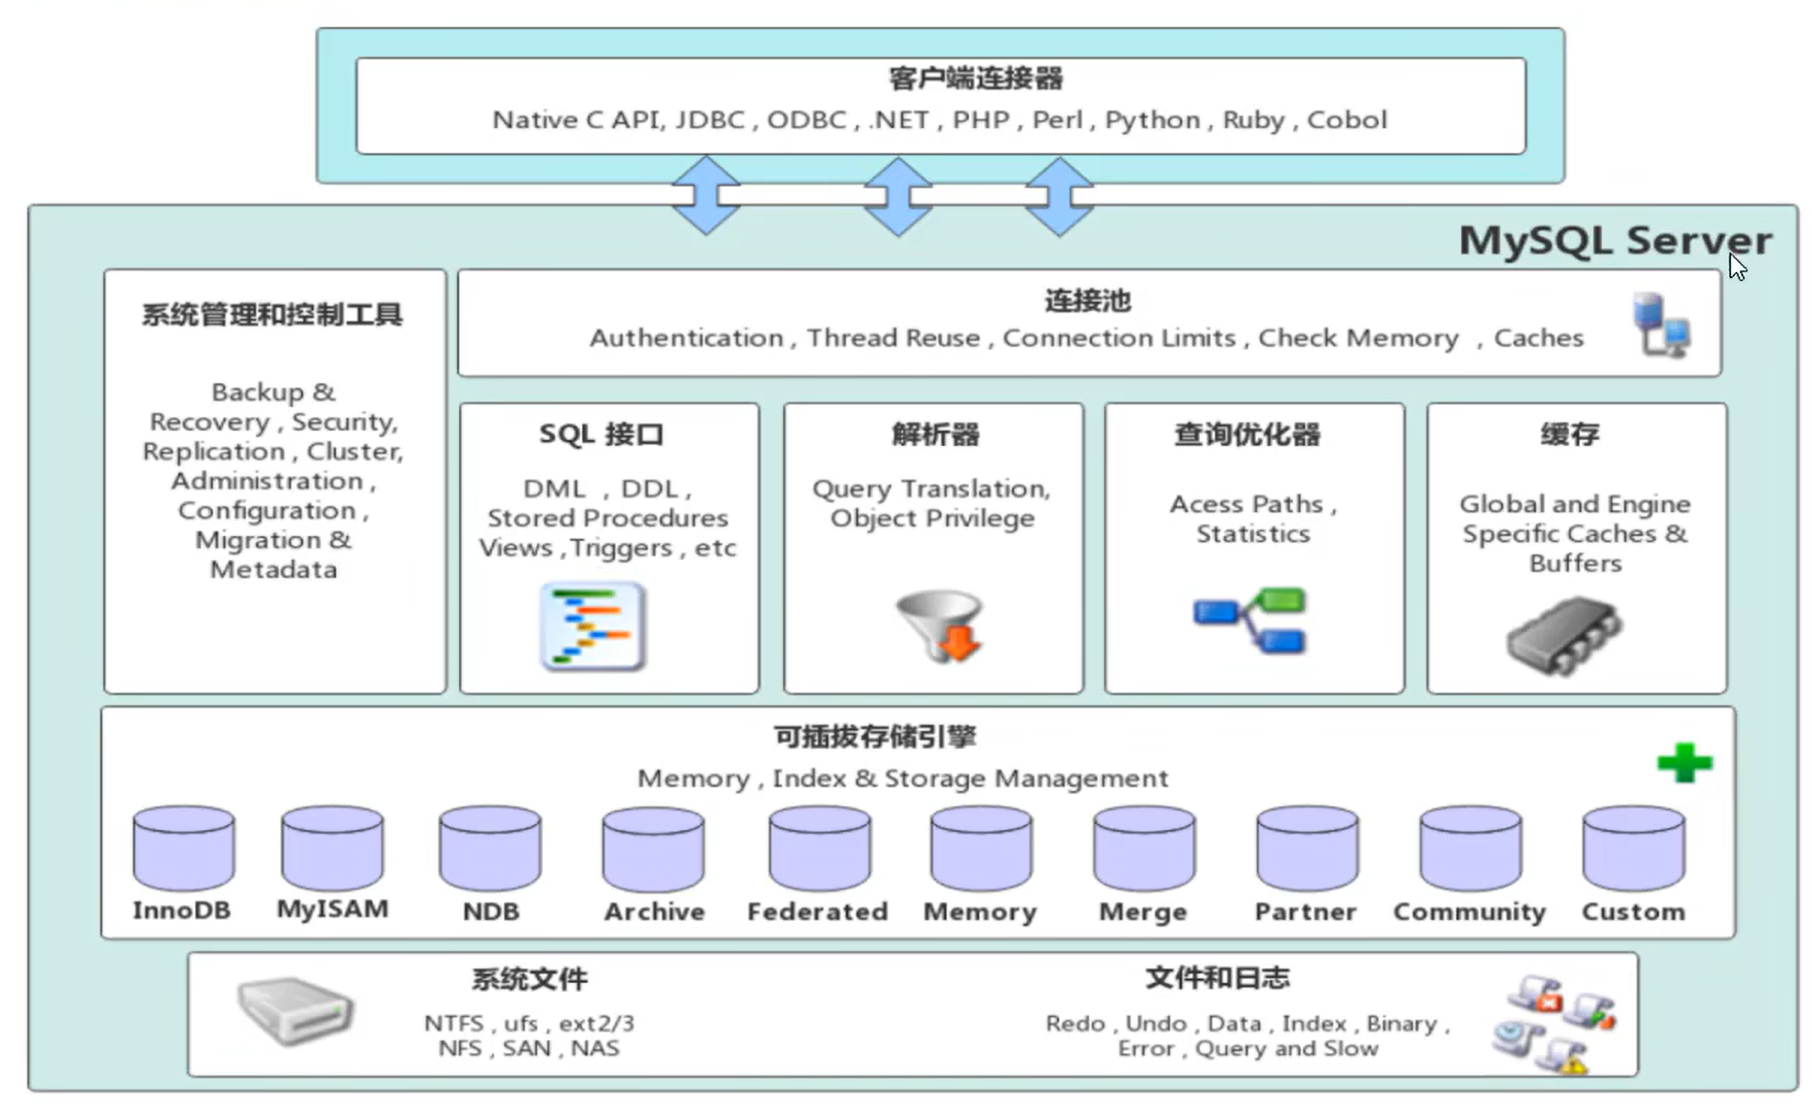 客户端连接器
Native C API, JDBC , ODBC , .NET , PHP , Perl , Python , Ruby , Cobol
MySQL Server
系统管理和控制工具
Backup &
Recovery , Security,
Replication , Cluster,
Administration ,
Configuration ,
Migration &
Metadata
连接池
Authentication , Thread Reuse , Connection Limits , Check Memory , Caches
SQL 接口
DML , DDL ,
Stored Procedures
Views ,Triggers , etc
解析器
Query Translation,
Object Privilege
查询优化器
Acess Paths ,
Statistics
缓存
Global and Engine
Specific Caches &
Buffers
可插拔存储引擎
Memory , Index & Storage Management
InnoDB
MyISAM
NDB
Archive
Federated
Memory
Merge
Partner
Community
Custom
系统文件
NTFS , ufs , ext2/3
NFS , SAN , NAS
文件和日志
Redo , Undo , Data , Index , Binary ,
Error , Query and Slow